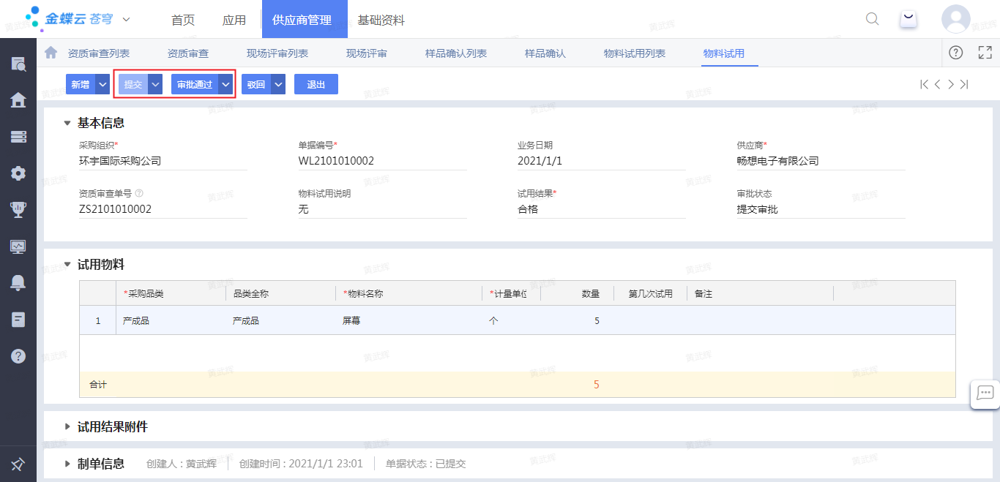 金蝶云 苍穹 首页 应用 供应商管理 基础资料
资质审查列表 资质审查 现场评审列表 现场评审 样品确认列表 样品确认 物料试用列表 物料试用
新增 提交 审批通过 驳回 退出
基本信息
采购组织* 单据编号* 业务日期 供应商*
环宇国际采购公司 WL2101010002 2021/1/1 畅想电子有限公司
资质审查单号 物料试用说明 试用结果* 审批状态
ZS2101010002 无 合格 提交审批
试用物料
*采购品类 品类全称 *物料名称 *计量单位 数量 第几次试用 备注
1 产成品 产成品 屏幕 个 5
合计 5
试用结果附件
制单信息 创建人 : 黄武辉 创建时间 : 2021/1/1 23:01 单据状态 : 已提交